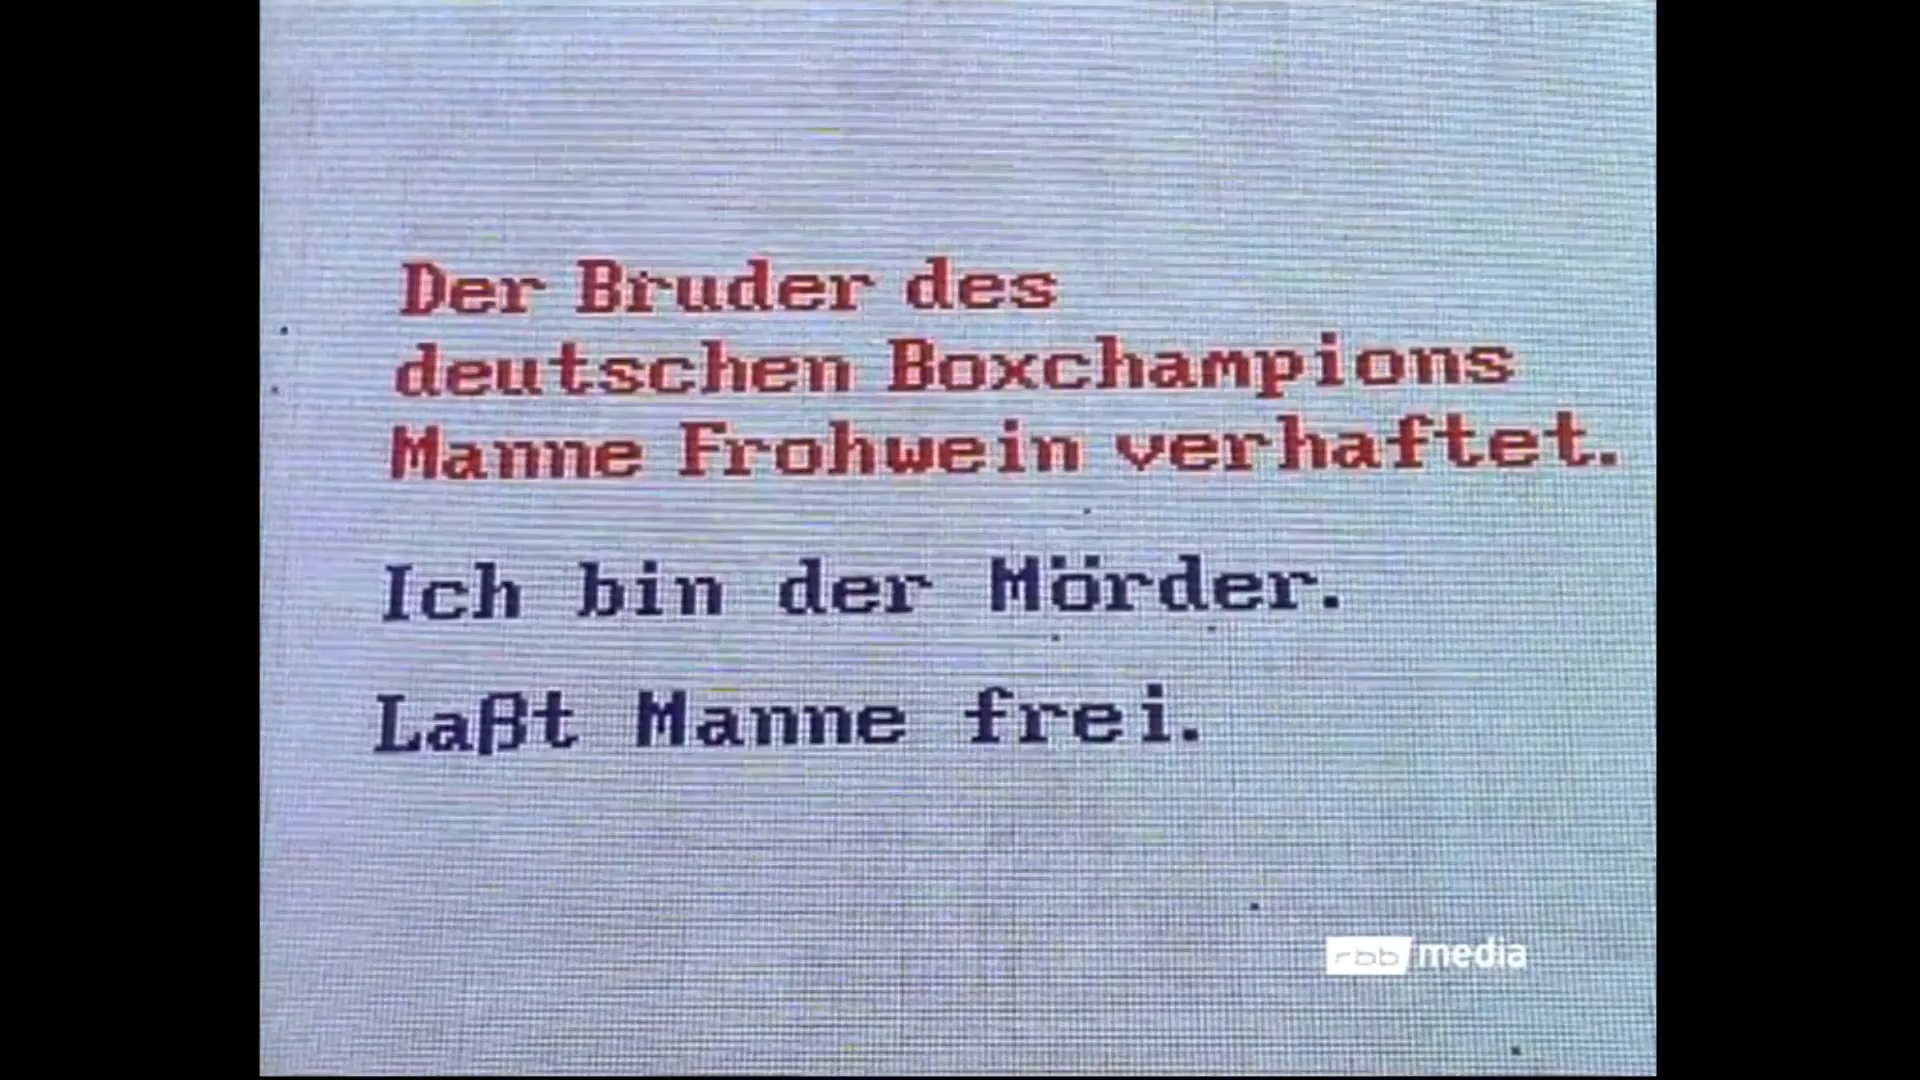 Der Bruder des
deutschen Boxchampions
Manne Frohwein verhaftet.
Ich bin der Mörder.
Laßt Manne frei.
rbb media